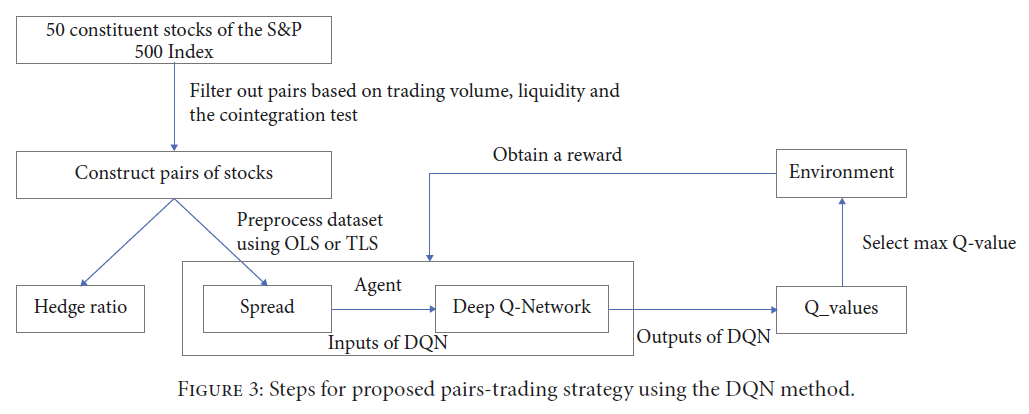 50 constituent stocks of the S&P
500 Index
Filter out pairs based on trading volume, liquidity and
the cointegration test
Construct pairs of stocks
Preprocess dataset
using OLS or TLS
Hedge ratio
Spread
Agent
Inputs of DQN
Deep Q-Network
Outputs of DQN
Q_values
Select max Q-value
Environment
Obtain a reward
FIGURE 3: Steps for proposed pairs-trading strategy using the DQN method.